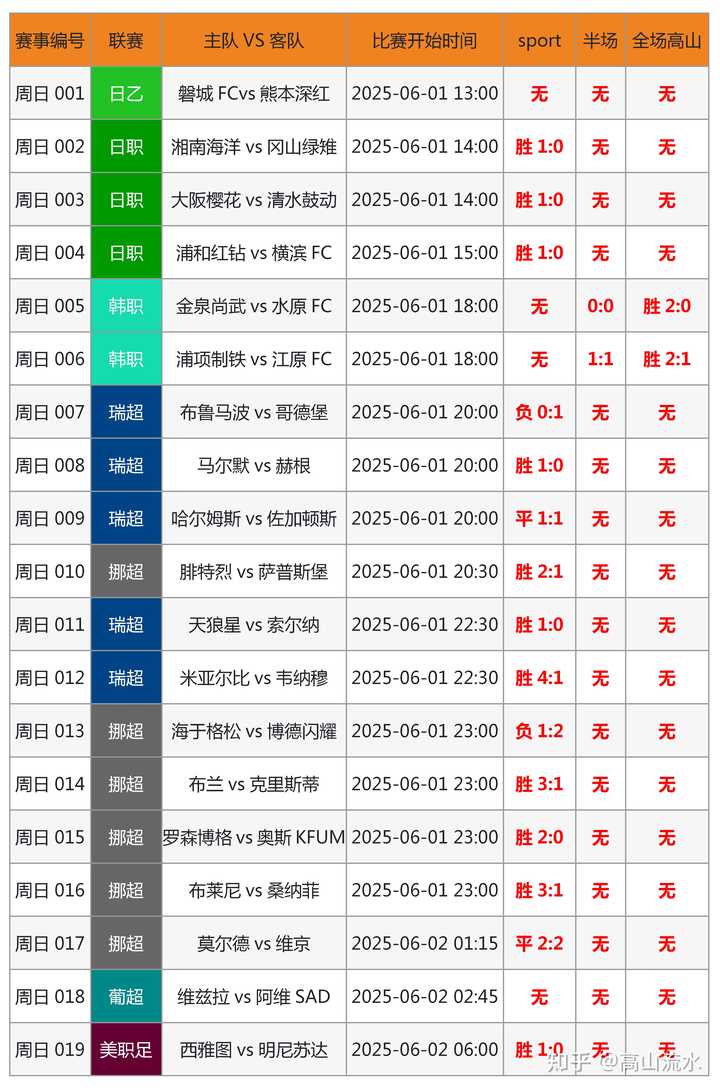 赛事编号 联赛 主队 VS 客队 比赛开始时间 sport 半场 全场高山
周日 001 日乙 磐城 FCvs 熊本深红 2025-06-01 13:00 无 无 无
周日 002 日职 湘南海洋 vs 冈山绿雉 2025-06-01 14:00 胜 1:0 无 无
周日 003 日职 大阪樱花 vs 清水鼓动 2025-06-01 14:00 胜 1:0 无 无
周日 004 日职 浦和红钻 vs 横滨 FC 2025-06-01 15:00 胜 1:0 无 无
周日 005 韩职 金泉尚武 vs 水原 FC 2025-06-01 18:00 无 0:0 胜 2:0
周日 006 韩职 浦项制铁 vs 江原 FC 2025-06-01 18:00 无 1:1 胜 2:1
周日 007 瑞超 布鲁马波 vs 哥德堡 2025-06-01 20:00 负 0:1 无 无
周日 008 瑞超 马尔默 vs 赫根 2025-06-01 20:00 胜 1:0 无 无
周日 009 瑞超 哈尔姆斯 vs 佐加顿斯 2025-06-01 20:00 平 1:1 无 无
周日 010 挪超 腓特烈 vs 萨普斯堡 2025-06-01 20:30 胜 2:1 无 无
周日 011 瑞超 天狼星 vs 索尔纳 2025-06-01 22:30 胜 1:0 无 无
周日 012 瑞超 米亚尔比 vs 韦纳穆 2025-06-01 22:30 胜 4:1 无 无
周日 013 挪超 海于格松 vs 博德闪耀 2025-06-01 23:00 负 1:2 无 无
周日 014 挪超 布兰 vs 克里斯蒂 2025-06-01 23:00 胜 3:1 无 无
周日 015 挪超 罗森博格 vs 奥斯 KFUM 2025-06-01 23:00 胜 2:0 无 无
周日 016 挪超 布莱尼 vs 桑纳菲 2025-06-01 23:00 胜 3:1 无 无
周日 017 挪超 莫尔德 vs 维京 2025-06-02 01:15 平 2:2 无 无
周日 018 葡超 维兹拉 vs 阿维 SAD 2025-06-02 02:45 无 无 无
周日 019 美职足 西雅图 vs 明尼苏达 2025-06-02 06:00 胜 1:0 无 无
知乎 @高山流水